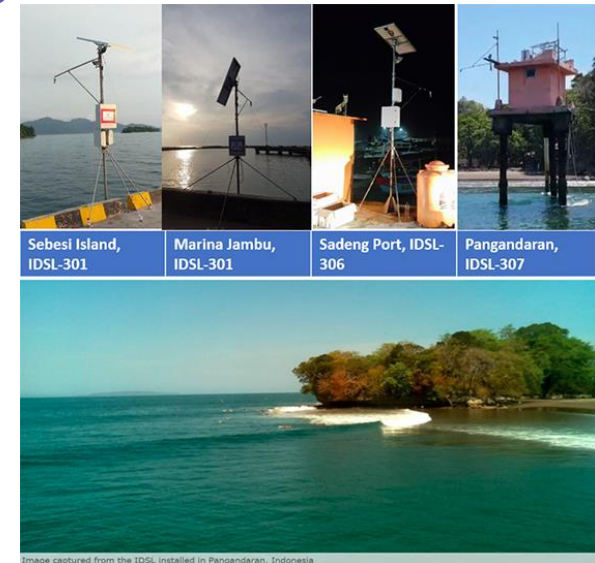 Sebesi Island,
IDSL-301
Marina Jambu,
IDSL-301
Sadeng Port, IDSL-
306
Pangandaran,
IDSL-307
Image captured from the IDSL installed in Pangandaran, Indonesia